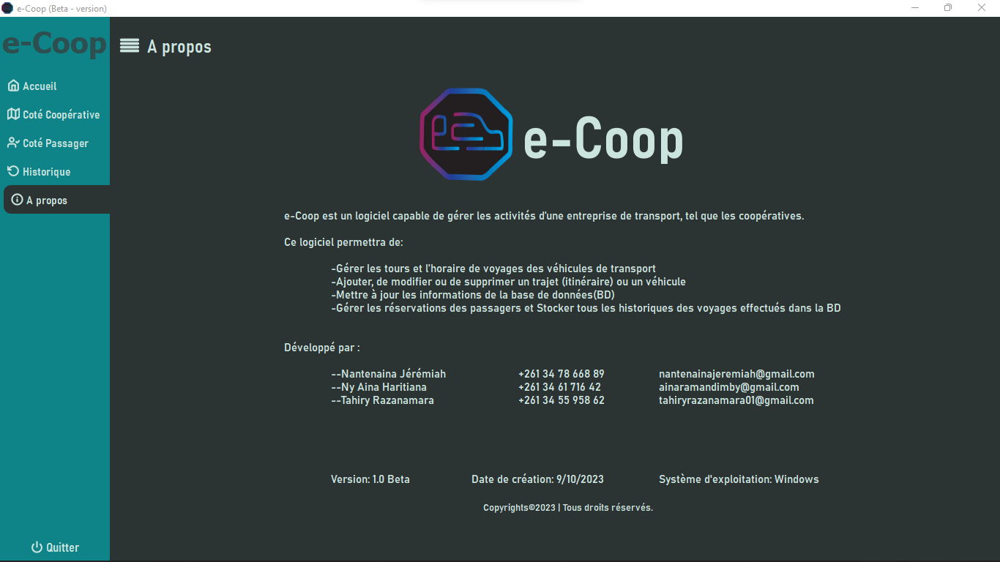 e-Coop (Beta - version)
e-Coop
A propos
Accueil
Coté Coopérative
Coté Passager
Historique
A propos
Quitter
e-Coop
e-Coop est un logiciel capable de gérer les activités d'une entreprise de transport, tel que les coopératives.
Ce logiciel permettra de:
-Gérer les tours et l'horaire de voyages des véhicules de transport
-Ajouter, de modifier ou de supprimer un trajet (itinéraire) ou un véhicule
-Mettre à jour les informations de la base de données(BD)
-Gérer les réservations des passagers et Stocker tous les historiques des voyages effectués dans la BD
Développé par :
--Nantenaina Jérémiah +261 34 78 668 89 nantenainajeremiah@gmail.com
--Ny Aina Haritiana +261 34 61 716 42 ainaramandimby@gmail.com
--Tahiry Razanamara +261 34 55 958 62 tahiryrazanamara01@gmail.com
Version: 1.0 Beta Date de création: 9/10/2023 Système d'exploitation: Windows
Copyrights©2023 | Tous droits réservés.